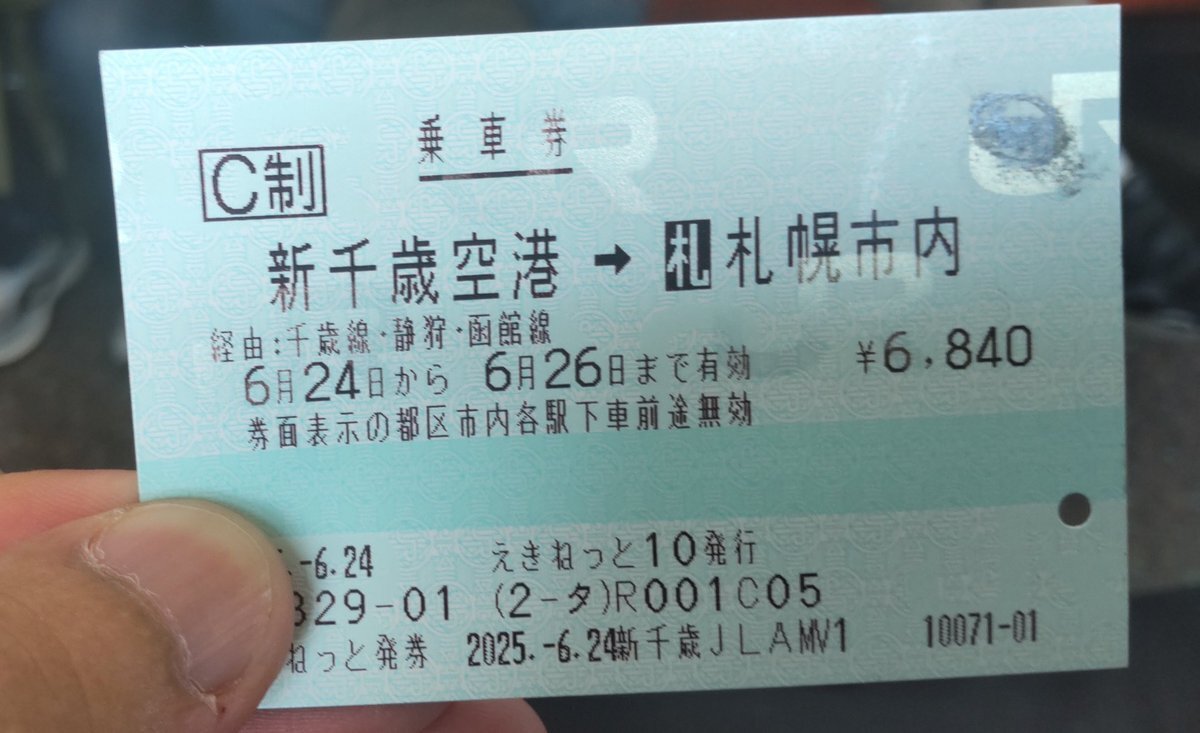 乗車券
C制
新千歳空港 → 札 札幌市内
経由:千歳線・静狩・函館線
6月24日から 6月26日まで有効 ¥6,840
券面表示の都区市内各駅下車前途無効
.-6.24 えきねっと10発行
329-01 (2-タ)R001C05
ねっと発券 2025.-6.24新千歳JLAMV1 10071-01